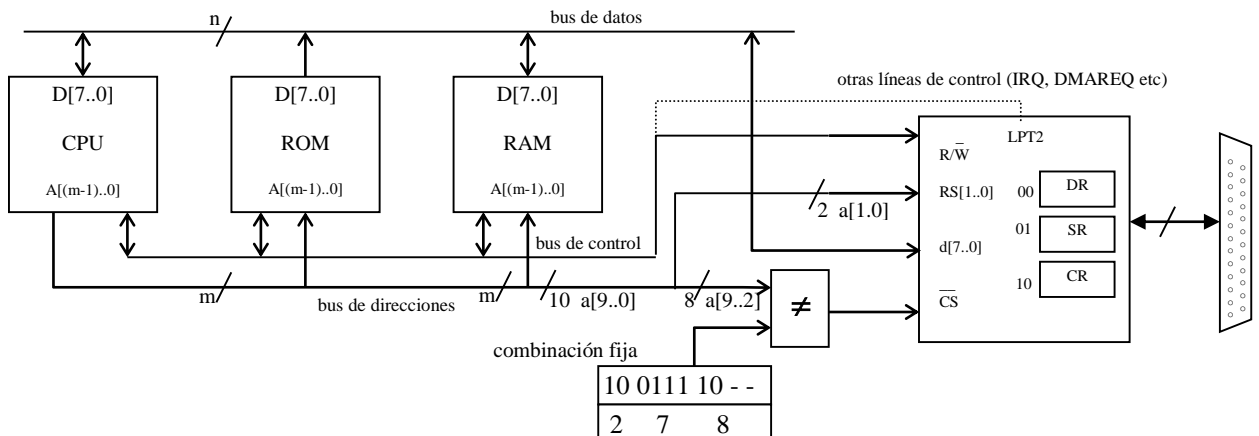 n
bus de datos
D[7..0]
CPU
A[(m-1)..0]
D[7..0]
ROM
A[(m-1)..0]
D[7..0]
RAM
A[(m-1)..0]
otras líneas de control (IRQ, DMAREQ etc)
LPT2
R/W̅
RS[1..0]
00
DR
01
SR
d[7..0]
10
CR
C̅S̅
2 a[1.0]
bus de control
m
bus de direcciones
m
10 a[9..0]
8 a[9..2]
≠
combinación fija
10 0111 10 - -
2 7 8